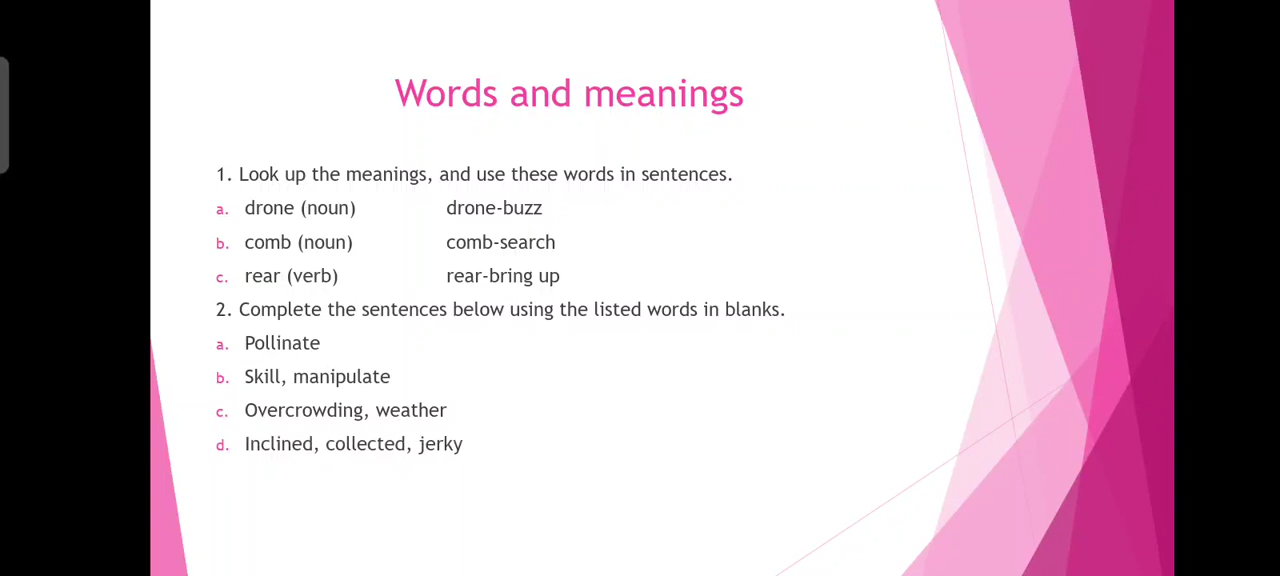 Words and meanings
1. Look up the meanings, and use these words in sentences.
a. drone (noun) drone-buzz
b. comb (noun) comb-search
c. rear (verb) rear-bring up
2. Complete the sentences below using the listed words in blanks.
a. Pollinate
b. Skill, manipulate
c. Overcrowding, weather
d. Inclined, collected, jerky